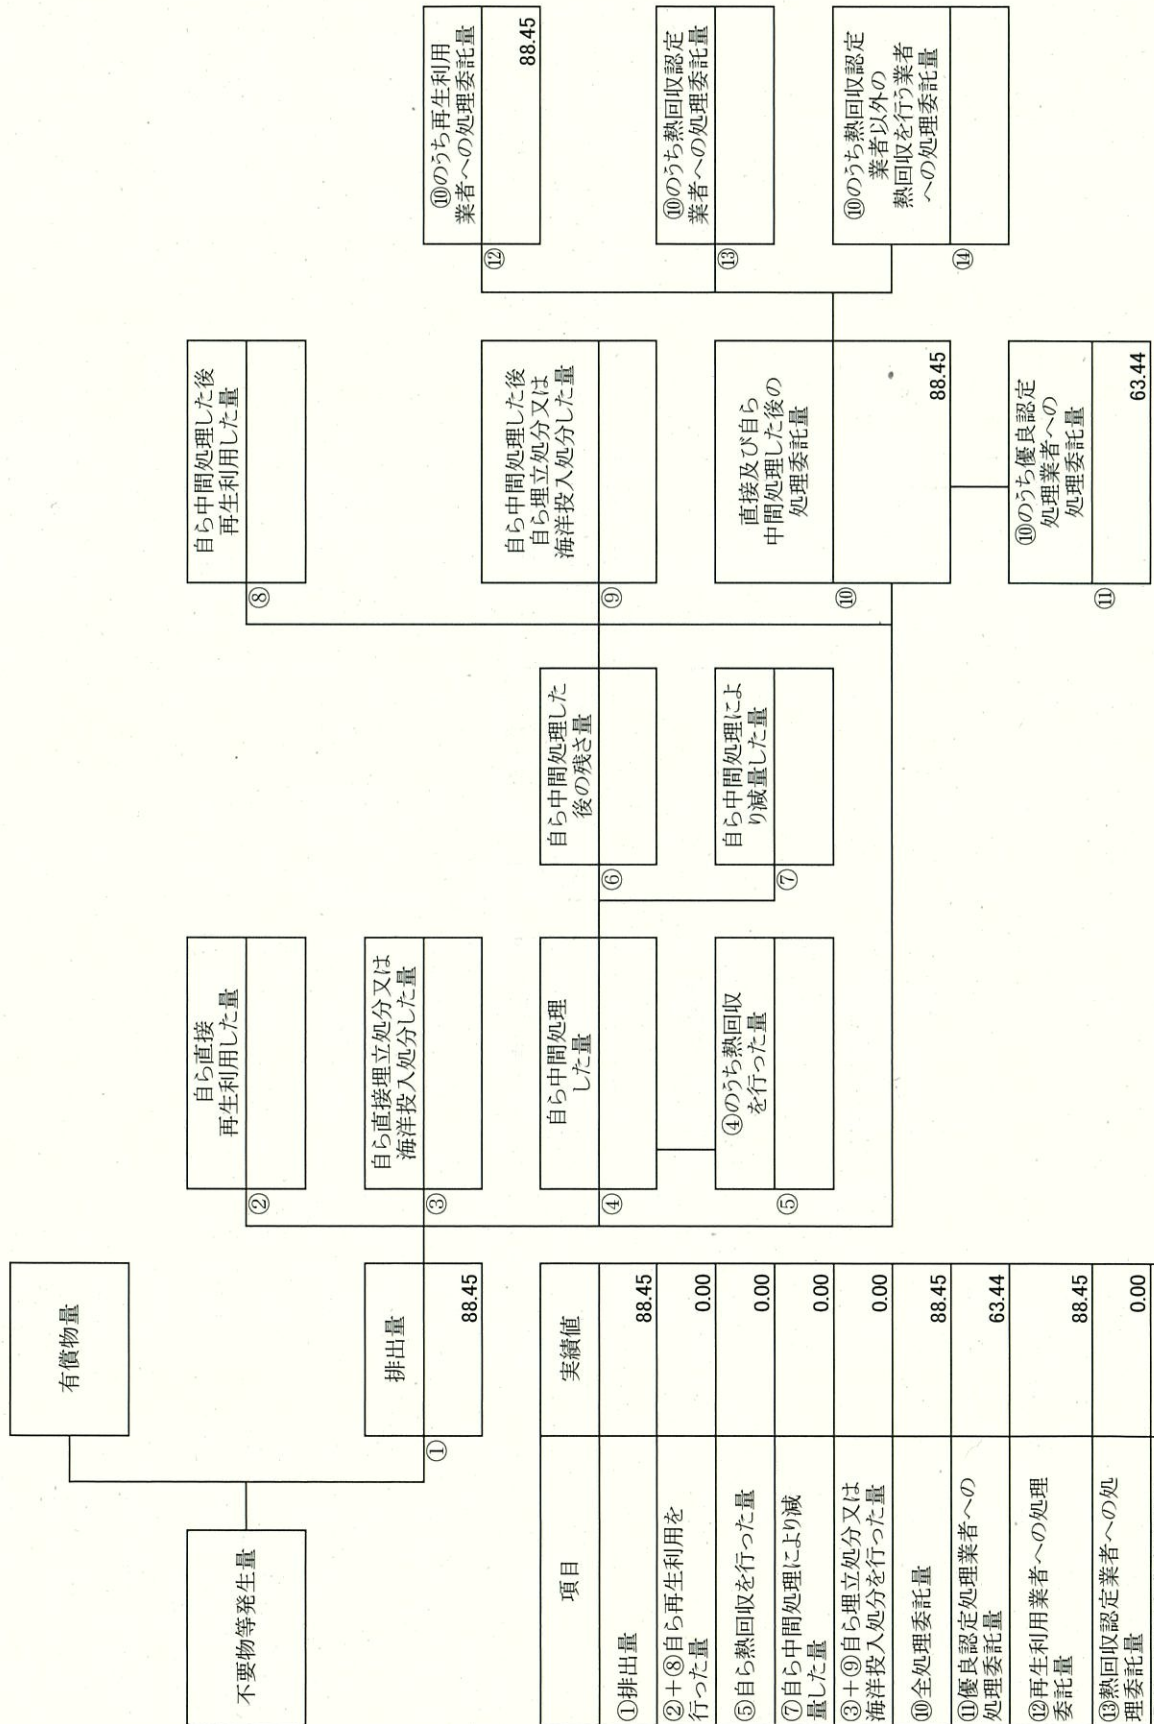 不要物等発生量
有償物量
排出量
①
88.45
自ら直接
再生利用した量
②
自ら直接埋立処分又は
海洋投入処分した量
③
自ら中間処理
した量
④
④のうち熱回収
を行った量
⑤
自ら中間処理した
後の残さ量
⑥
自ら中間処理によ
り減量した量
⑦
自ら中間処理した後
再生利用した量
⑧
自ら中間処理した後
自ら埋立処分又は
海洋投入処分した量
⑨
直接及び自ら
中間処理した後の
処理委託量
⑩
88.45
⑩のうち優良認定
処理業者への
処理委託量
⑪
63.44
⑩のうち再生利用
業者への処理委託量
⑫
88.45
⑩のうち熱回収認定
業者への処理委託量
⑬
⑩のうち熱回収認定
業者以外の
熱回収を行う業者
への処理委託量
⑭
項目
実績値
①排出量
88.45
②+⑧自ら再生利用を
行った量
0.00
⑤自ら熱回収を行った量
0.00
⑦自ら中間処理により減
量した量
0.00
③+⑨自ら埋立処分又は
海洋投入処分を行った量
0.00
⑩全処理委託量
88.45
⑪優良認定処理業者への
処理委託量
63.44
⑫再生利用業者への処理
委託量
88.45
⑬熱回収認定業者への処
理委託量
0.00